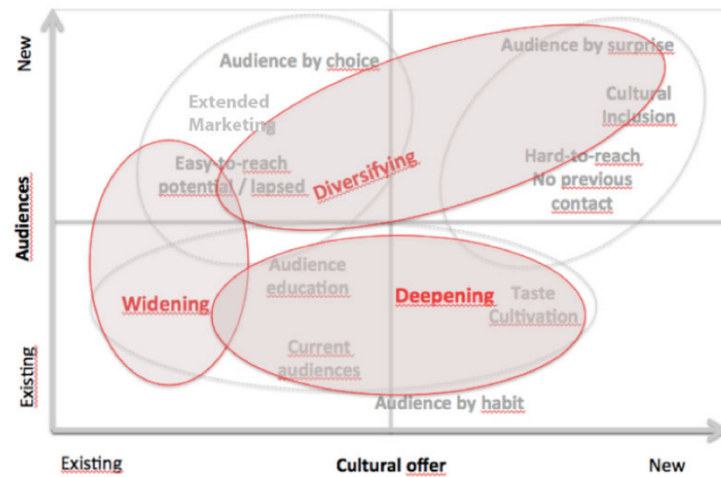 New
Audience by choice
Audience by surprise
Extended
Marketing
Cultural
Inclusion
Easy-to-reach
potential / lapsed
Diversifying
Hard-to-reach
No previous
contact
Audiences
Widening
Audience
education
Deepening
Taste
Cultivation
Current
audiences
Audience by habit
Existing
Existing
Cultural offer
New